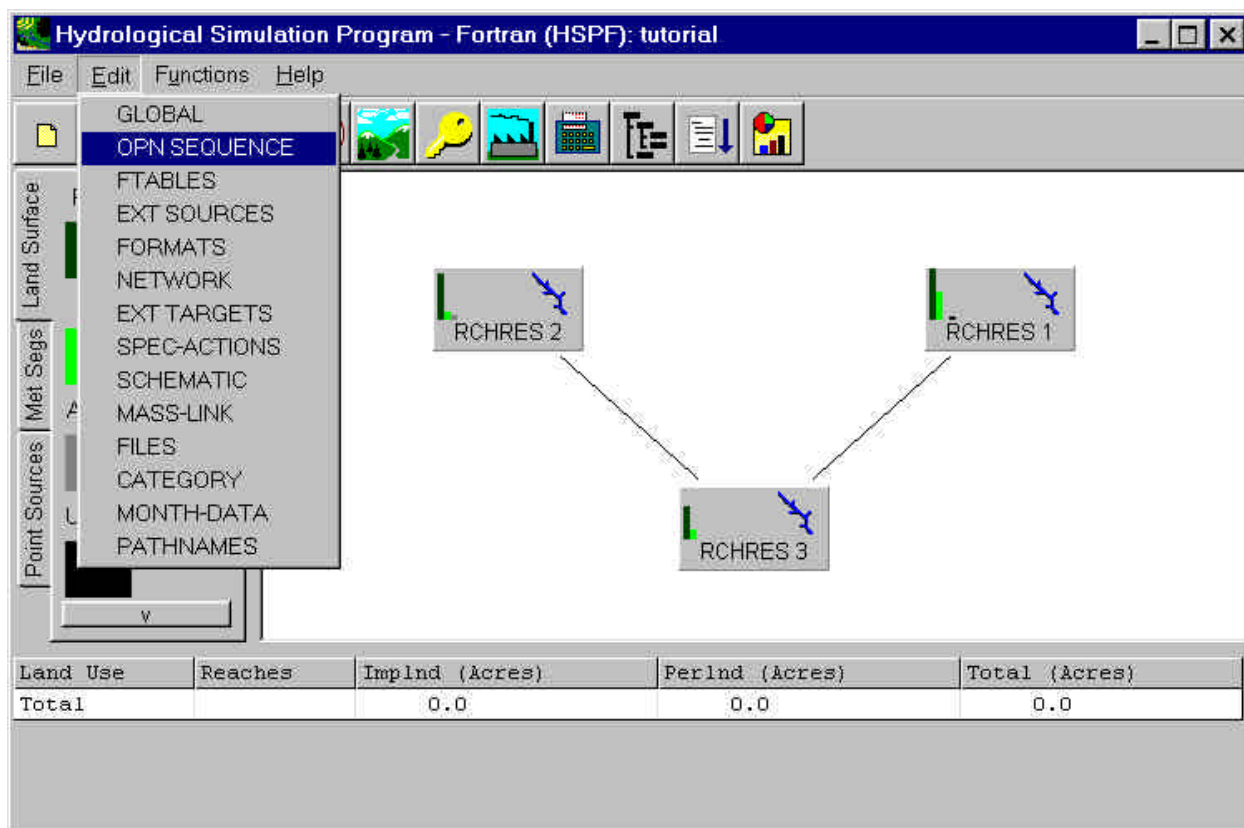 Hydrological Simulation Program - Fortran (HSPF): tutorial
File Edit Functions Help
GLOBAL
OPN SEQUENCE
FTABLES
EXT SOURCES
FORMATS
NETWORK
EXT TARGETS
SPEC-ACTIONS
SCHEMATIC
MASS-LINK
FILES
CATEGORY
MONTH-DATA
PATHNAMES
Land Surface
Met Segs
Point Sources
RCHRES 2
RCHRES 1
RCHRES 3
Land Use Reaches Implnd (Acres) Perlnd (Acres) Total (Acres)
Total 0.0 0.0 0.0